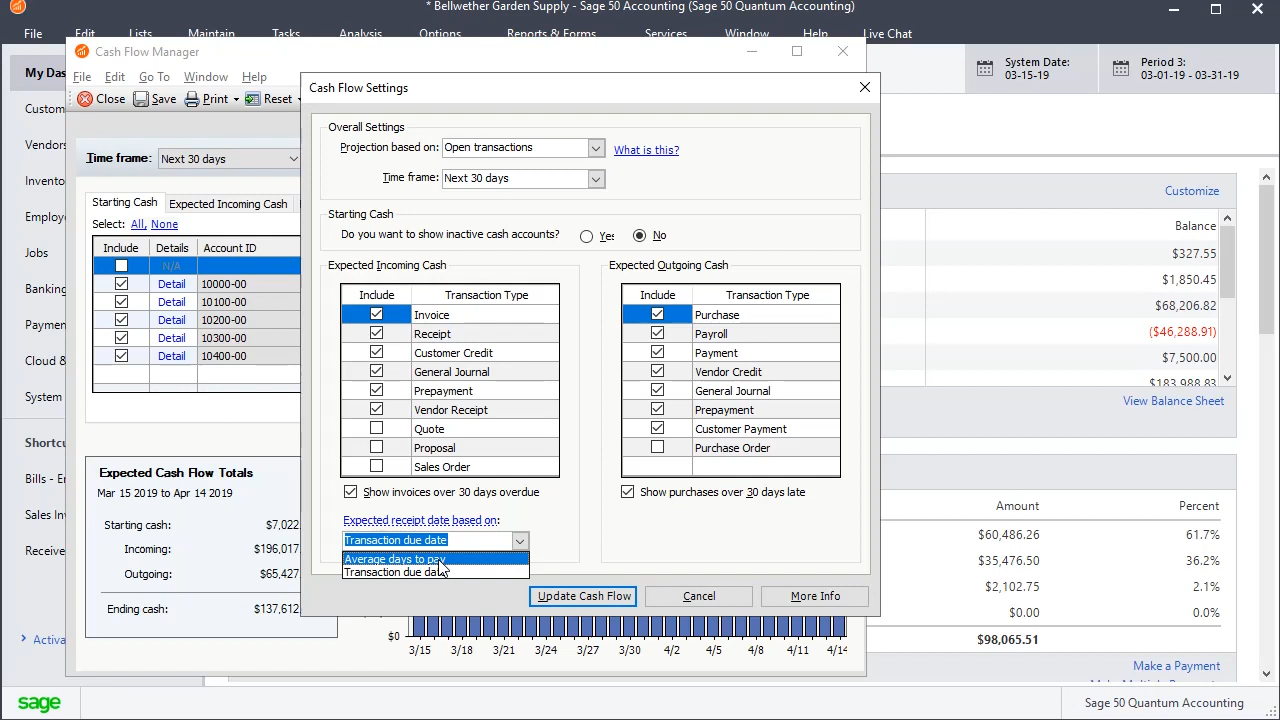 * Bellwether Garden Supply - Sage 50 Accounting (Sage 50 Quantum Accounting)
File Edit Lists Maintain Tasks Analysis Options Reports & Forms Services Window Help Live Chat
System Date:
03-15-19
Period 3:
03-01-19 - 03-31-19
My Das
Custom
Vendors
Invento
Employe
Jobs
Banking
Paymen
Cloud &
System
Shortcu
Bills - En
Sales Inv
Receive
Activa
Cash Flow Manager
File Edit Go To Window Help
Close Save Print Reset
Time frame: Next 30 days
Starting Cash Expected Incoming Cash
Select: All, None
Include Details Account ID
N/A
Detail 10000-00
Detail 10100-00
Detail 10200-00
Detail 10300-00
Detail 10400-00
Expected Cash Flow Totals
Mar 15 2019 to Apr 14 2019
Starting cash: $7,022
Incoming: $196,017
Outgoing: $65,427
Ending cash: $137,612
$0
3/15 3/18 3/21 3/24 3/27 3/30 4/2 4/5 4/8 4/11 4/14
Cash Flow Settings
Overall Settings
Projection based on: Open transactions What is this?
Time frame: Next 30 days
Starting Cash
Do you want to show inactive cash accounts? Yes No
Expected Incoming Cash
Include Transaction Type
Invoice
Receipt
Customer Credit
General Journal
Prepayment
Vendor Receipt
Quote
Proposal
Sales Order
Show invoices over 30 days overdue
Expected receipt date based on:
Transaction due date
Average days to pay
Transaction due date
Expected Outgoing Cash
Include Transaction Type
Purchase
Payroll
Payment
Vendor Credit
General Journal
Prepayment
Customer Payment
Purchase Order
Show purchases over 30 days late
Update Cash Flow Cancel More Info
Customize
Balance
$327.55
$1,850.45
$68,206.82
($46,288.91)
$7,500.00
$183,988.83
View Balance Sheet
Amount Percent
$60,486.26 61.7%
$35,476.50 36.2%
$2,102.75 2.1%
$0.00 0.0%
$98,065.51
Make a Payment
sage
Sage 50 Quantum Accounting